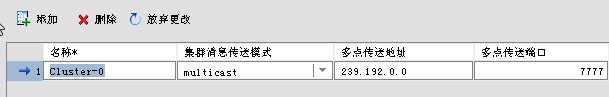 添加 删除 放弃更改
名称* 集群消息传送模式 多点传送地址 多点传送端口
1 Cluster-0 multicast 239.192.0.0 7777